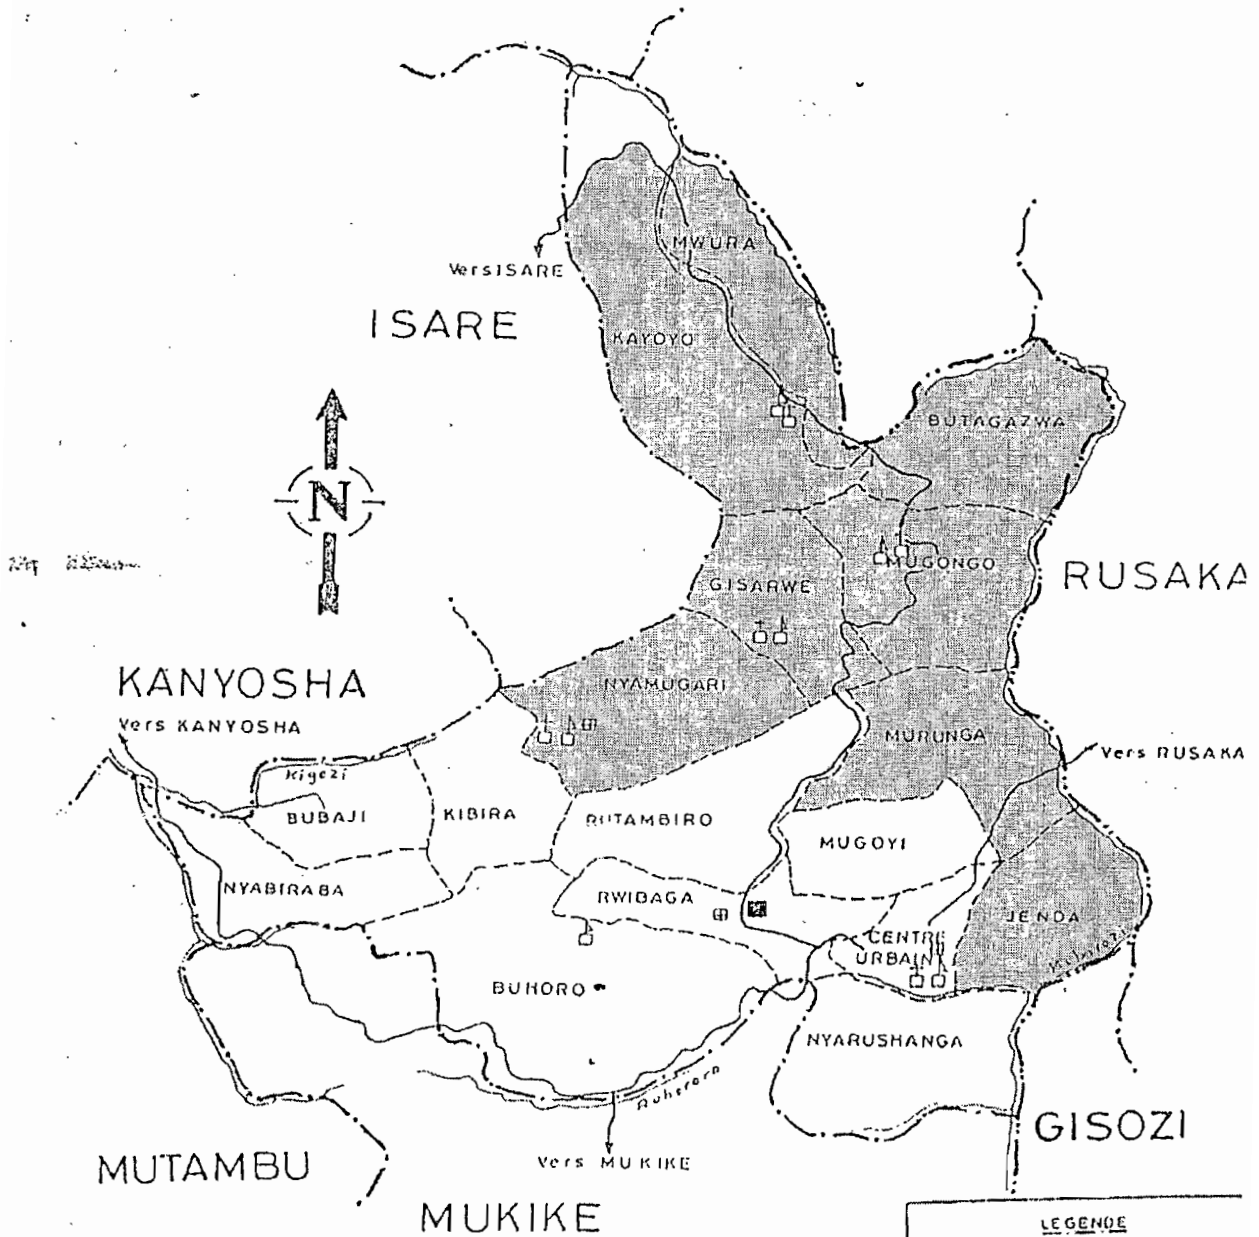 MWURA
Vers ISARE
ISARE
KAYOYO
BUTAGAZWA
N
MUGONGO
RUSAKA
GISARWE
KANYOSHA
NYAMUGARI
Vers KANYOSHA
MURUNGA
Vers RUSAKA
Kigezi
BUBAJI
KIBIRA
RUTAMBIRO
MUGOYI
NYABIRABA
RWIBAGA
JENDA
CENTRE
URBAIN
BUHORO
NYARUSHANGA
GISOZI
Vers MUKIKE
MUTAMBU
MUKIKE
LEGENDE